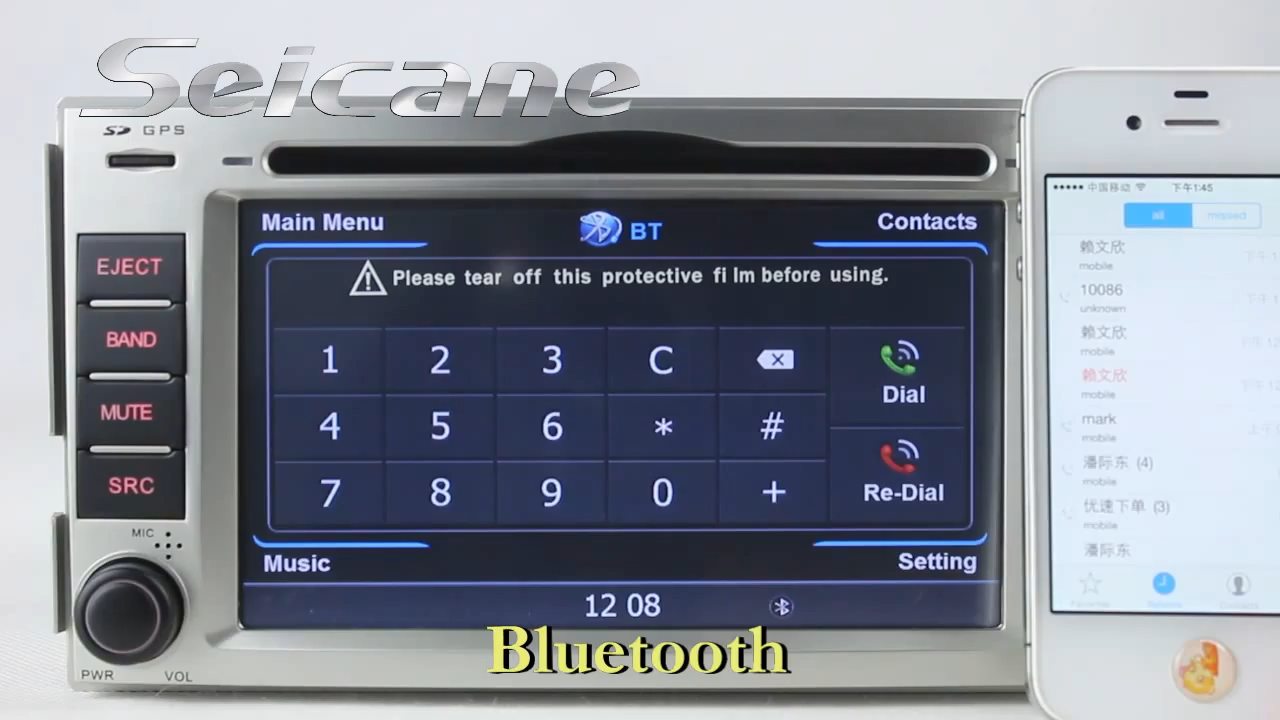 Seicane
SD GPS
EJECT
BAND
MUTE
SRC
MIC
PWR VOL
Main Menu
BT
Contacts
Please tear off this protective film before using.
1 2 3 C
4 5 6 * #
7 8 9 0 +
Dial
Re-Dial
Music
Setting
12 08
Bluetooth
中国移动 下午1:45
all missed
赖文欣
mobile
10086
unknown
赖文欣
mobile
赖文欣
mobile
mark
mobile
潘际东 (4)
mobile
优速下单 (3)
mobile
潘际东